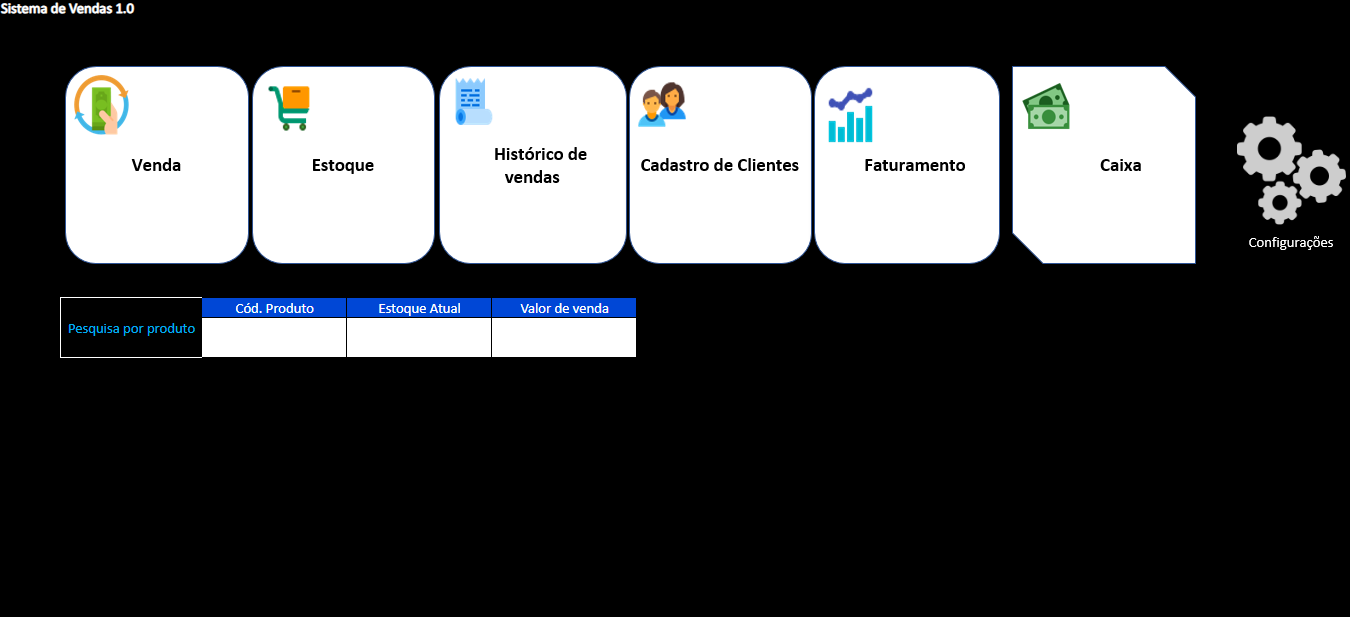 Sistema de Vendas 1.0
Venda
Estoque
Histórico de
vendas
Cadastro de Clientes
Faturamento
Caixa
Configurações
Pesquisa por produto
Cód. Produto
Estoque Atual
Valor de venda